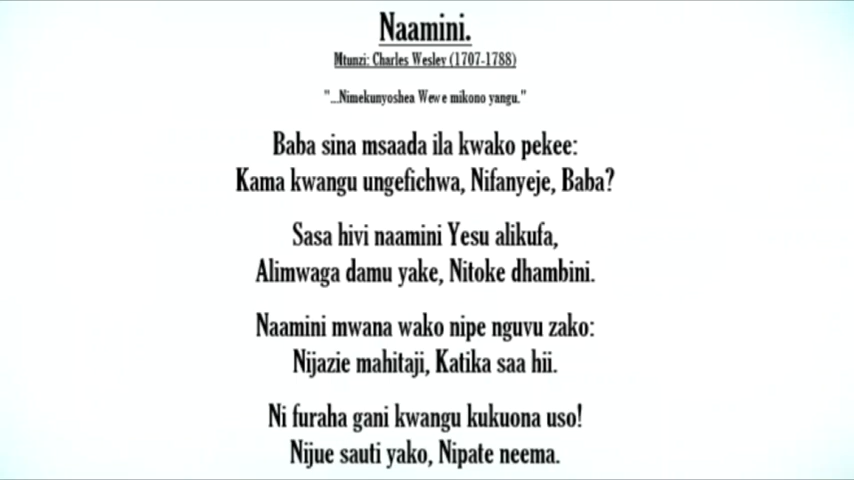 Naamini.
Mtunzi: Charles Wesley (1707-1788)
"...Nimekunyoshea Wewe mikono yangu."
Baba sina msaada ila kwako pekee:
Kama kwangu ungefichwa, Nifanyeje, Baba?
Sasa hivi naamini Yesu alikufa,
Alimwaga damu yake, Nitoke dhambini.
Naamini mwana wako nipe nguvu zako:
Nijazie mahitaji, Katika saa hii.
Ni furaha gani kwangu kukuona uso!
Nijue sauti yako, Nipate neema.